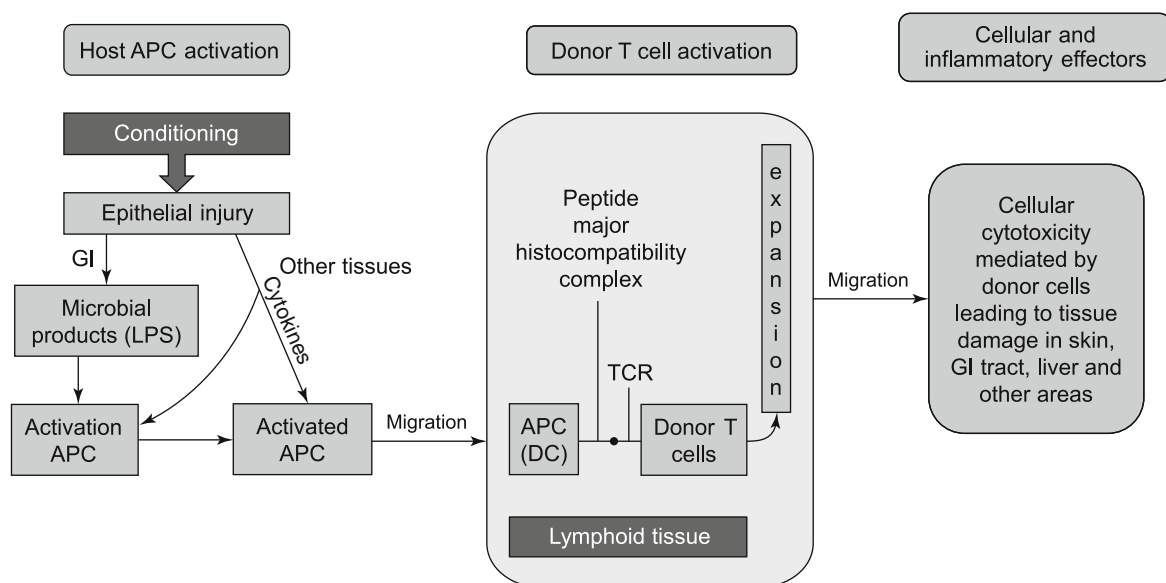 Host APC activation
Donor T cell activation
Cellular and
inflammatory effectors
Conditioning
Epithelial injury
GI
Other tissues
Cytokines
Microbial
products (LPS)
Activation
APC
Activated
APC
Migration
Peptide
major
histocompatibility
complex
TCR
APC
(DC)
Donor T
cells
expansion
Lymphoid tissue
Migration
Cellular
cytotoxicity
mediated by
donor cells
leading to tissue
damage in skin,
GI tract, liver and
other areas